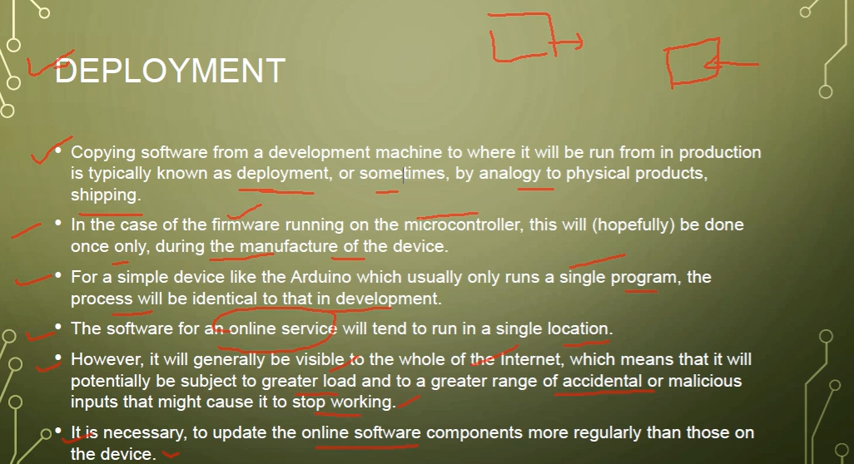 DEPLOYMENT
• Copying software from a development machine to where it will be run from in production
is typically known as deployment, or sometimes, by analogy to physical products,
shipping.
• In the case of the firmware running on the microcontroller, this will (hopefully) be done
once only, during the manufacture of the device.
• For a simple device like the Arduino which usually only runs a single program, the
process will be identical to that in development.
• The software for an online service will tend to run in a single location.
• However, it will generally be visible to the whole of the Internet, which means that it will
potentially be subject to greater load and to a greater range of accidental or malicious
inputs that might cause it to stop working.
• It is necessary, to update the online software components more regularly than those on
the device.